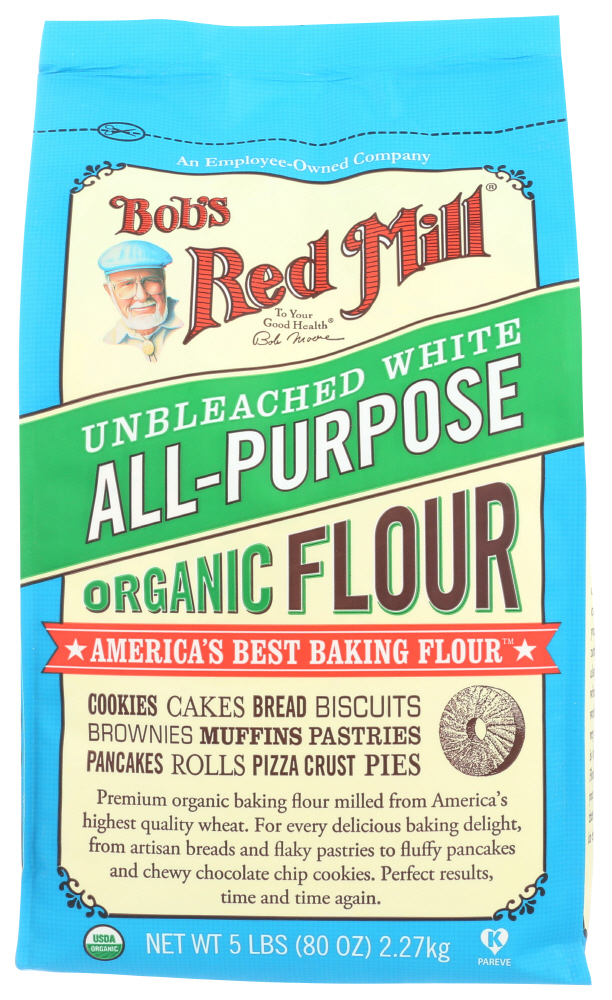 An Employee-Owned Company
Bob's
Red Mill®
To Your
Good Health®
Bob Moore
UNBLEACHED WHITE
ALL-PURPOSE
ORGANIC FLOUR
★AMERICA'S BEST BAKING FLOUR™★
COOKIES CAKES BREAD BISCUITS
BROWNIES MUFFINS PASTRIES
PANCAKES ROLLS PIZZA CRUST PIES
Premium organic baking flour milled from America's
highest quality wheat. For every delicious baking delight,
from artisan breads and flaky pastries to fluffy pancakes
and chewy chocolate chip cookies. Perfect results,
time and time again.
USDA
ORGANIC
NET WT 5 LBS (80 OZ) 2.27kg
K
PAREVE